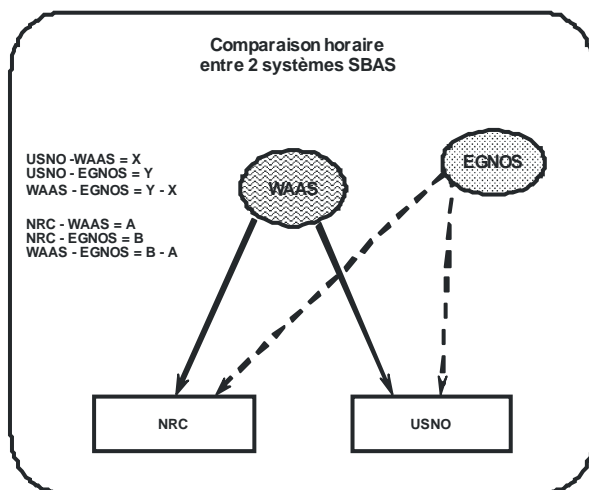 Comparaison horaire
entre 2 systèmes SBAS
USNO -WAAS = X
USNO - EGNOS = Y
WAAS - EGNOS = Y - X
NRC - WAAS = A
NRC - EGNOS = B
WAAS - EGNOS = B - A
WAAS
EGNOS
NRC
USNO